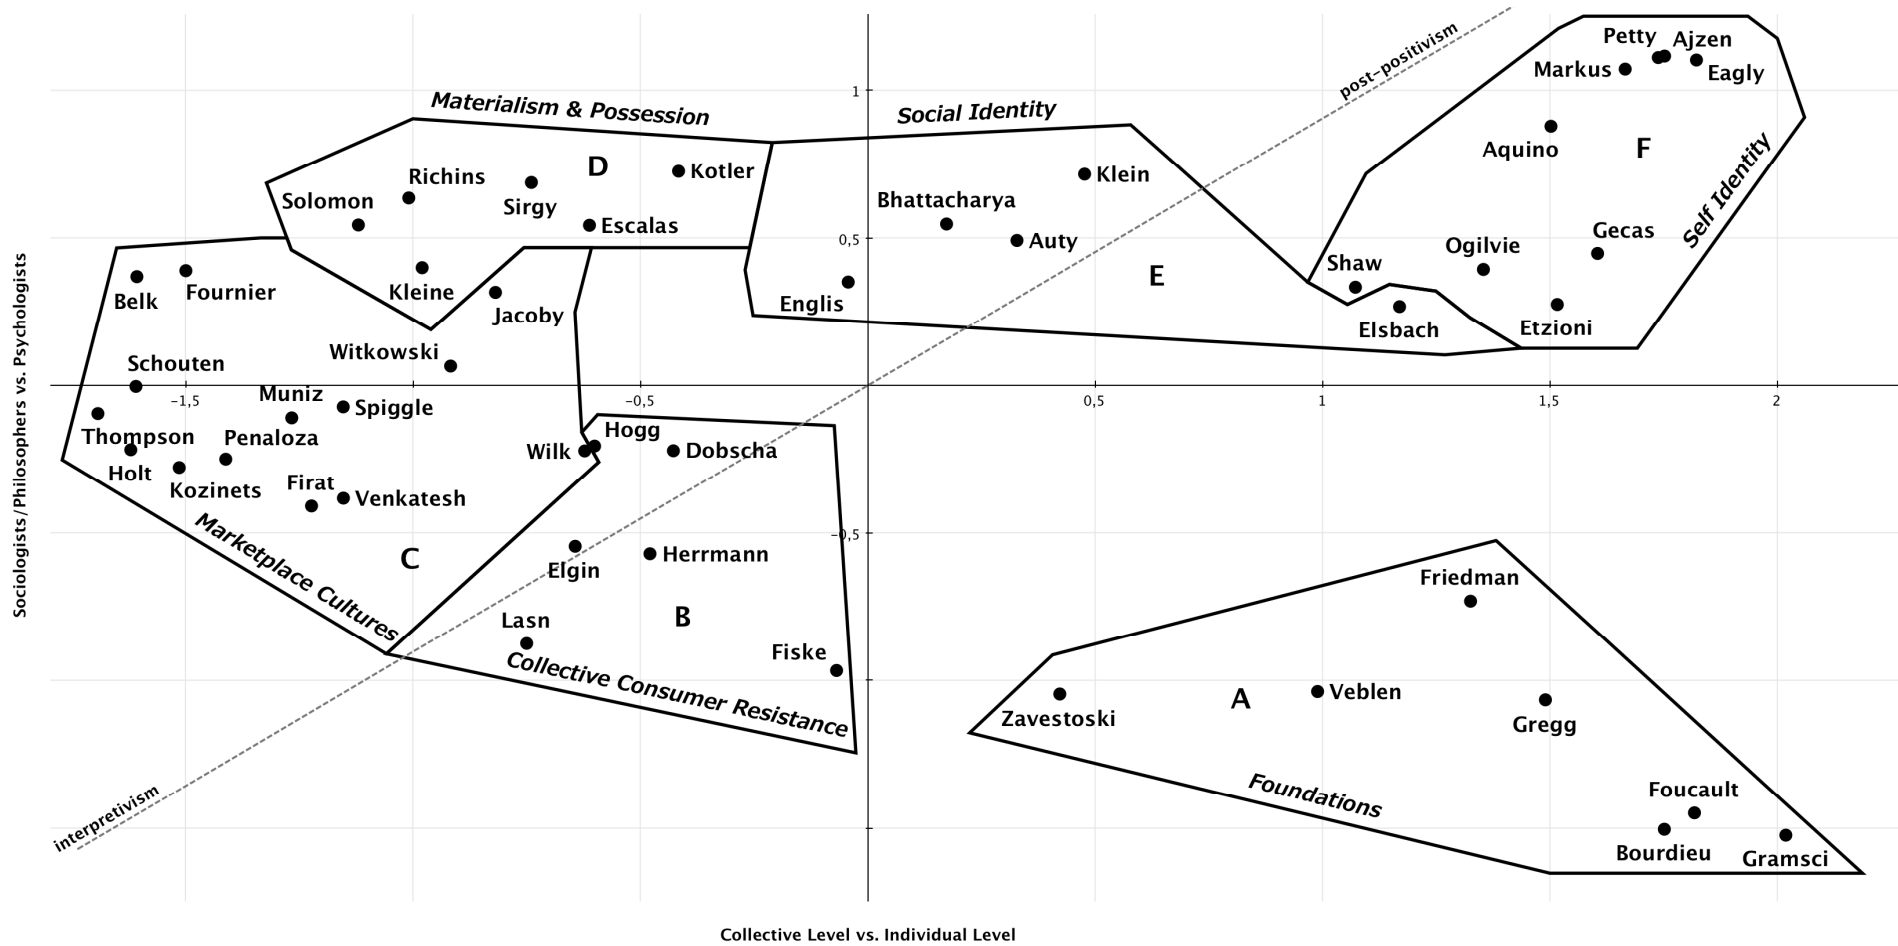 post-positivism
Petty
Ajzen
Markus
Eagly
1
Materialism & Possession
Social Identity
Aquino
F
D
Richins
Kotler
Klein
Solomon
Sirgy
Bhattacharya
Self Identity
Escalas
0,5
Auty
Gecas
Ogilvie
Shaw
E
Belk
Fournier
Kleine
Englis
Jacoby
Elsbach
Etzioni
Witkowski
Schouten
Muniz
-1,5
-0,5
0,5
1
1,5
2
Spiggle
Thompson
Penaloza
Hogg
Wilk
Dobscha
Holt
Kozinets
Firat
Venkatesh
Marketplace Cultures
-0,5
C
Elgin
Herrmann
Friedman
B
Lasn
Fiske
Collective Consumer Resistance
A
Zavestoski
Veblen
Gregg
Foundations
Foucault
interpretivism
Bourdieu
Gramsci
Sociologists/Philosophers vs. Psychologists
Collective Level vs. Individual Level